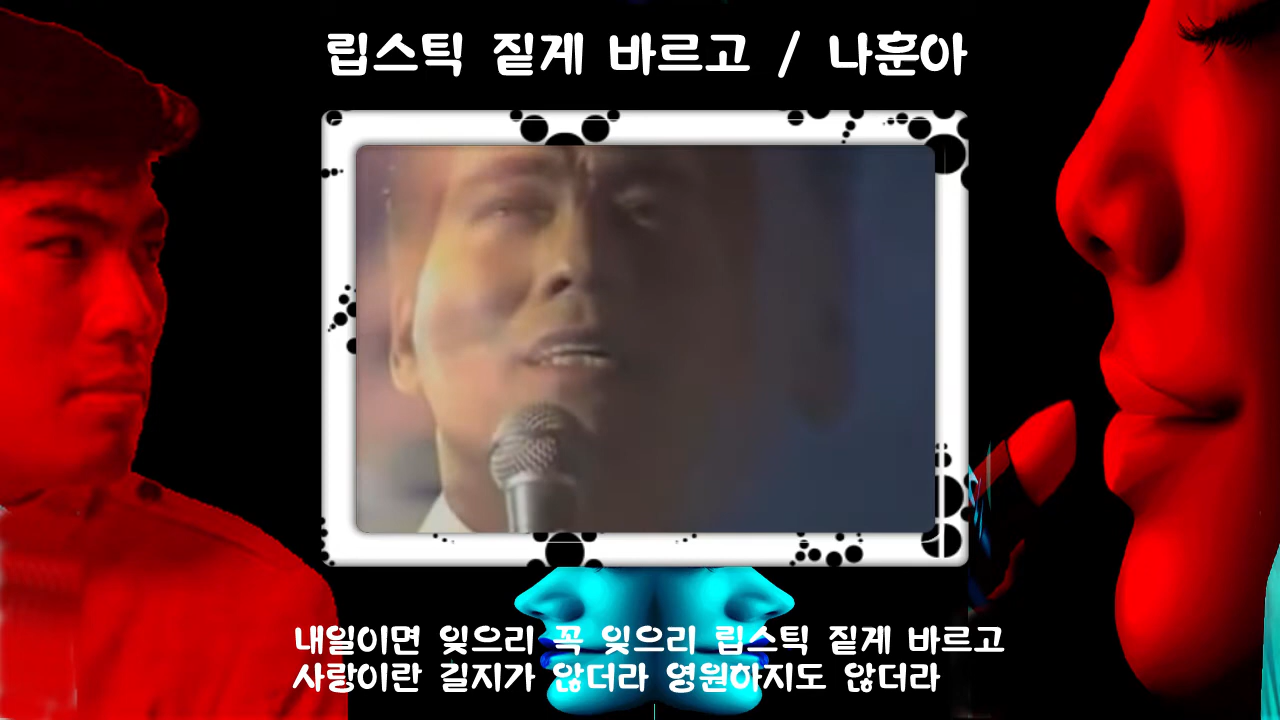 립스틱 짙게 바르고 / 나훈아
내일이면 잊으리 꼭 잊으리 립스틱 짙게 바르고
사랑이란 길지가 않더라 영원하지도 않더라